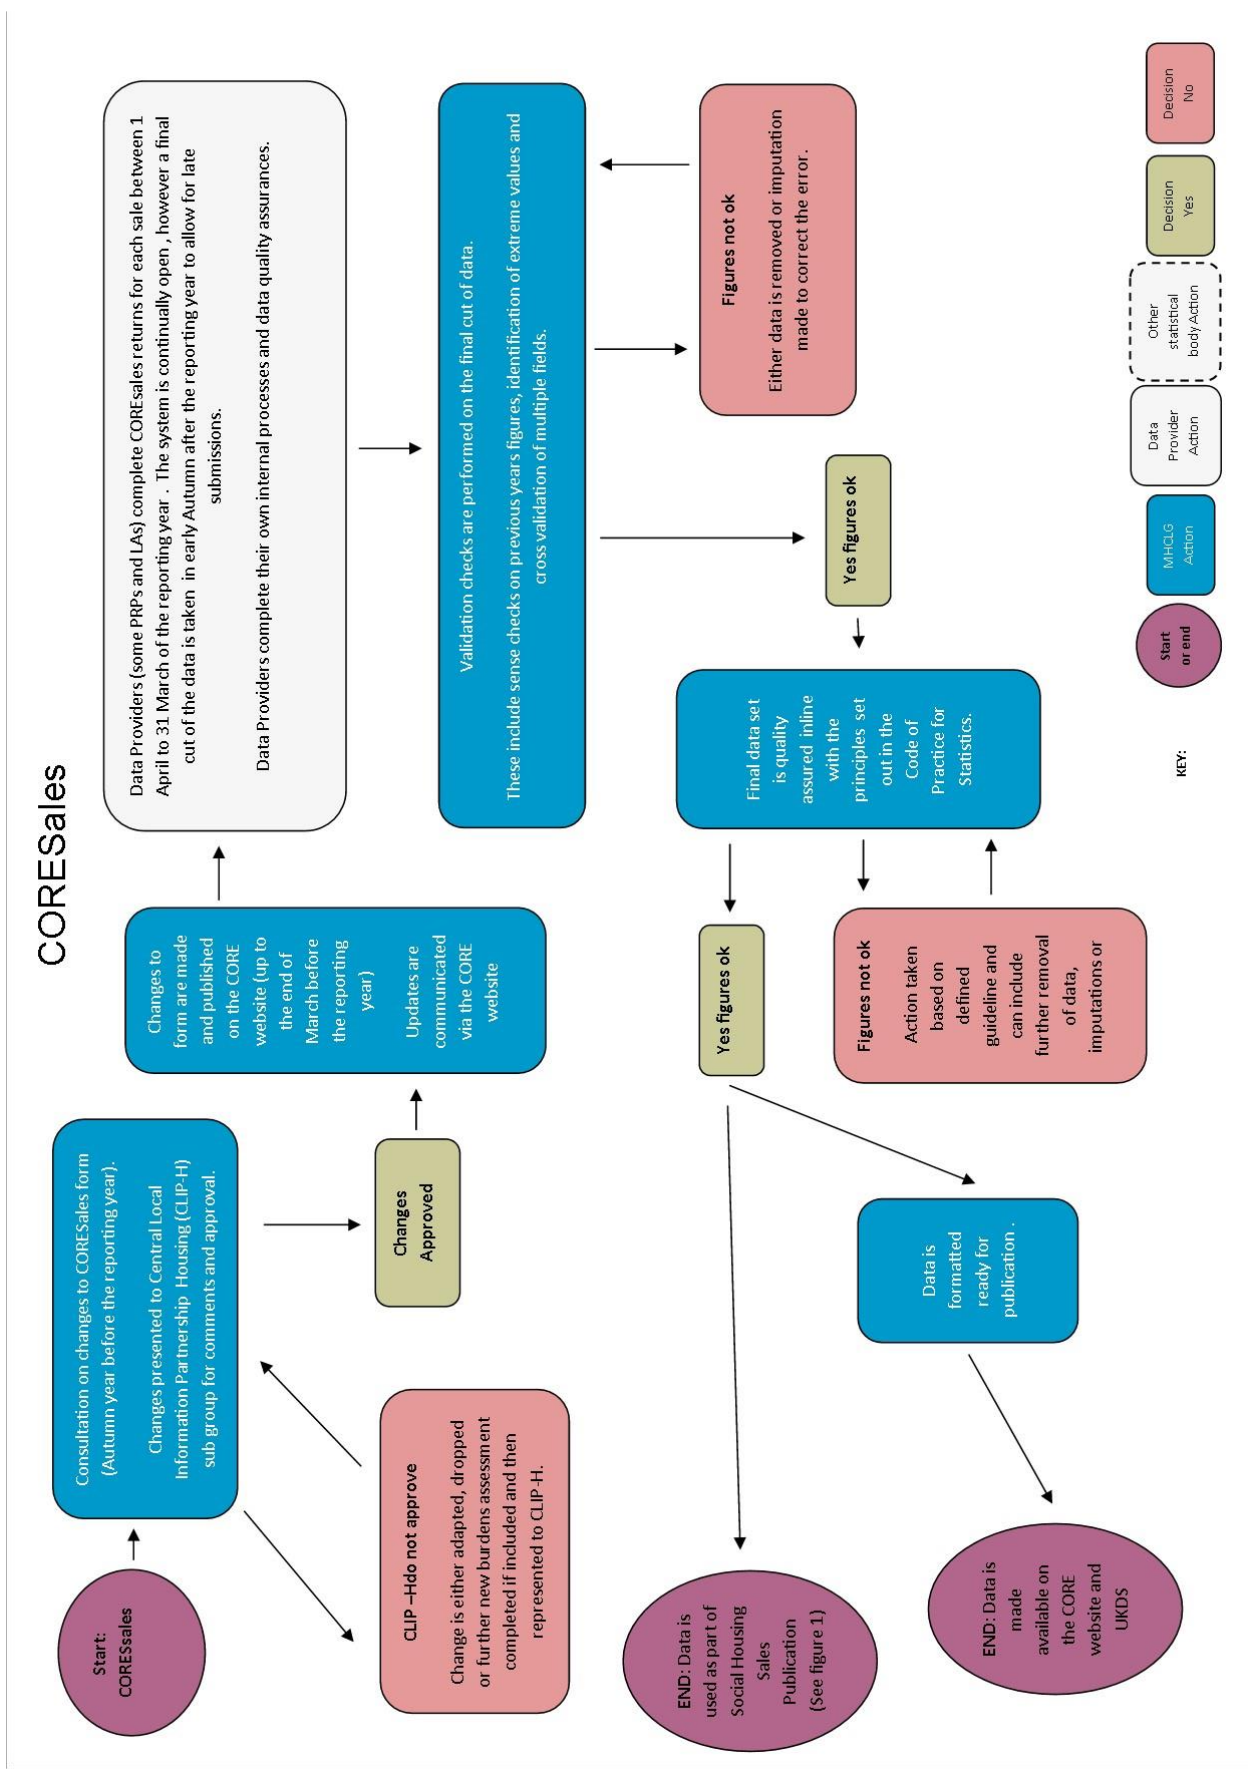 CORESales
Start:
CORESsales
Consultation on changes to CORESales form
(Autumn year before the reporting year).
Changes presented to Central Local
Information Partnership Housing (CLIP-H)
sub group for comments and approval.
CLIP –Hdo not approve
Change is either adapted, dropped
or further new burdens assessment
completed if included and then
represented to CLIP-H.
Changes
Approved
Changes to
form are made
and published
on the CORE
website (up to
the end of
March before
the reporting
year)
Updates are
communicated
via the CORE
website
Data Providers (some PRPs and LAs) complete COREsales returns for each sale between 1
April to 31 March of the reporting year . The system is continually open , however a final
cut of the data is taken in early Autumn after the reporting year to allow for late
submissions.
Data Providers complete their own internal processes and data quality assurances.
Validation checks are performed on the final cut of data.
These include sense checks on previous years figures, identification of extreme values and
cross validation of multiple fields.
Figures not ok
Either data is removed or imputation
made to correct the error.
Yes figures ok
Final data set
is quality
assured inline
with the
principles set
out in the
Code of
Practice for
Statistics.
Figures not ok
Action taken
based on
defined
guideline and
can include
further removal
of data,
imputations or
Yes figures ok
END: Data is
used as part of
Social Housing
Sales
Publication
(See figure 1)
Data is
formatted
ready for
publication .
END: Data is
made
available on
the CORE
website and
UKDS
KEY:
Start
or end
MHCLG
Action
Data
Provider
Action
Other
statistical
body Action
Decision
Yes
Decision
No